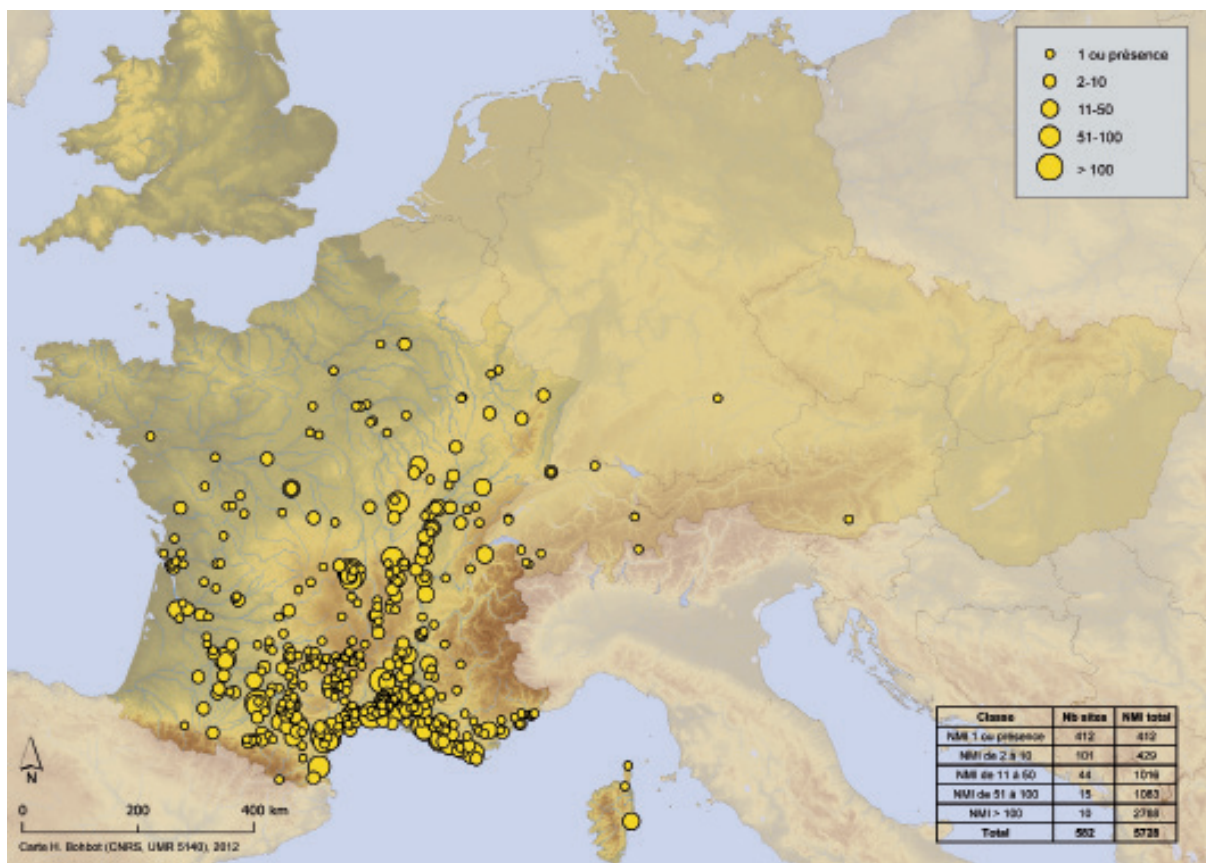 1 ou présence
2-10
11-50
51-100
> 100
Classe Nb sites NMI total
NMI 1 ou présence 412 412
NMI de 2 à 10 101 429
NMI de 11 à 50 44 1016
NMI de 51 à 100 15 1083
NMI > 100 10 2788
Total 582 5728
N
0 200 400 km
Carte H. Bohbot (CNRS, UMR 5140), 2012